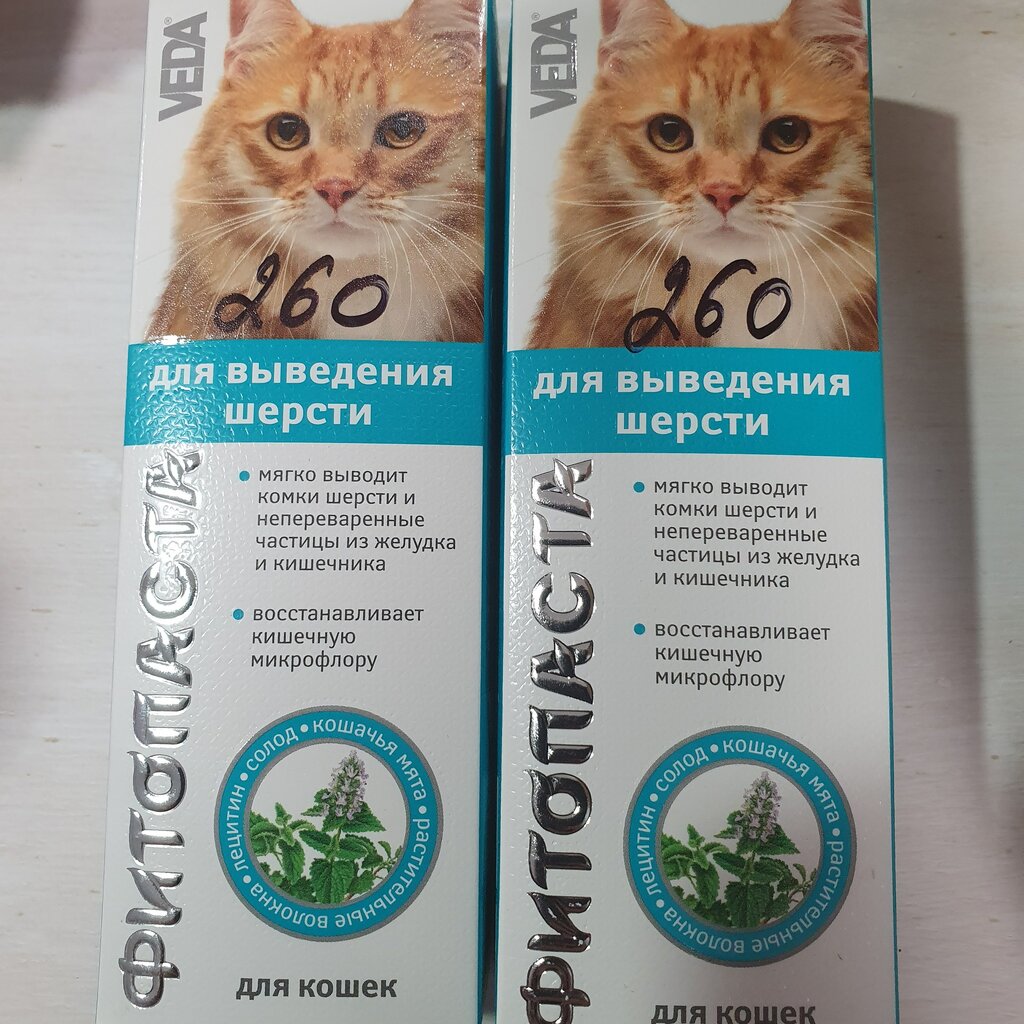 VEDA®
260
для выведения
шерсти
ФИТОПАСТА
• мягко выводит
комки шерсти и
непереваренные
частицы из желудка
и кишечника
• восстанавливает
кишечную
микрофлору
лецитин • солод • кошачья мята • растительные волокна •
для кошек
VEDA®
260
для выведения
шерсти
ФИТОПАСТА
• мягко выводит
комки шерсти и
непереваренные
частицы из желудка
и кишечника
• восстанавливает
кишечную
микрофлору
лецитин • солод • кошачья мята • растительные волокна •
для кошек